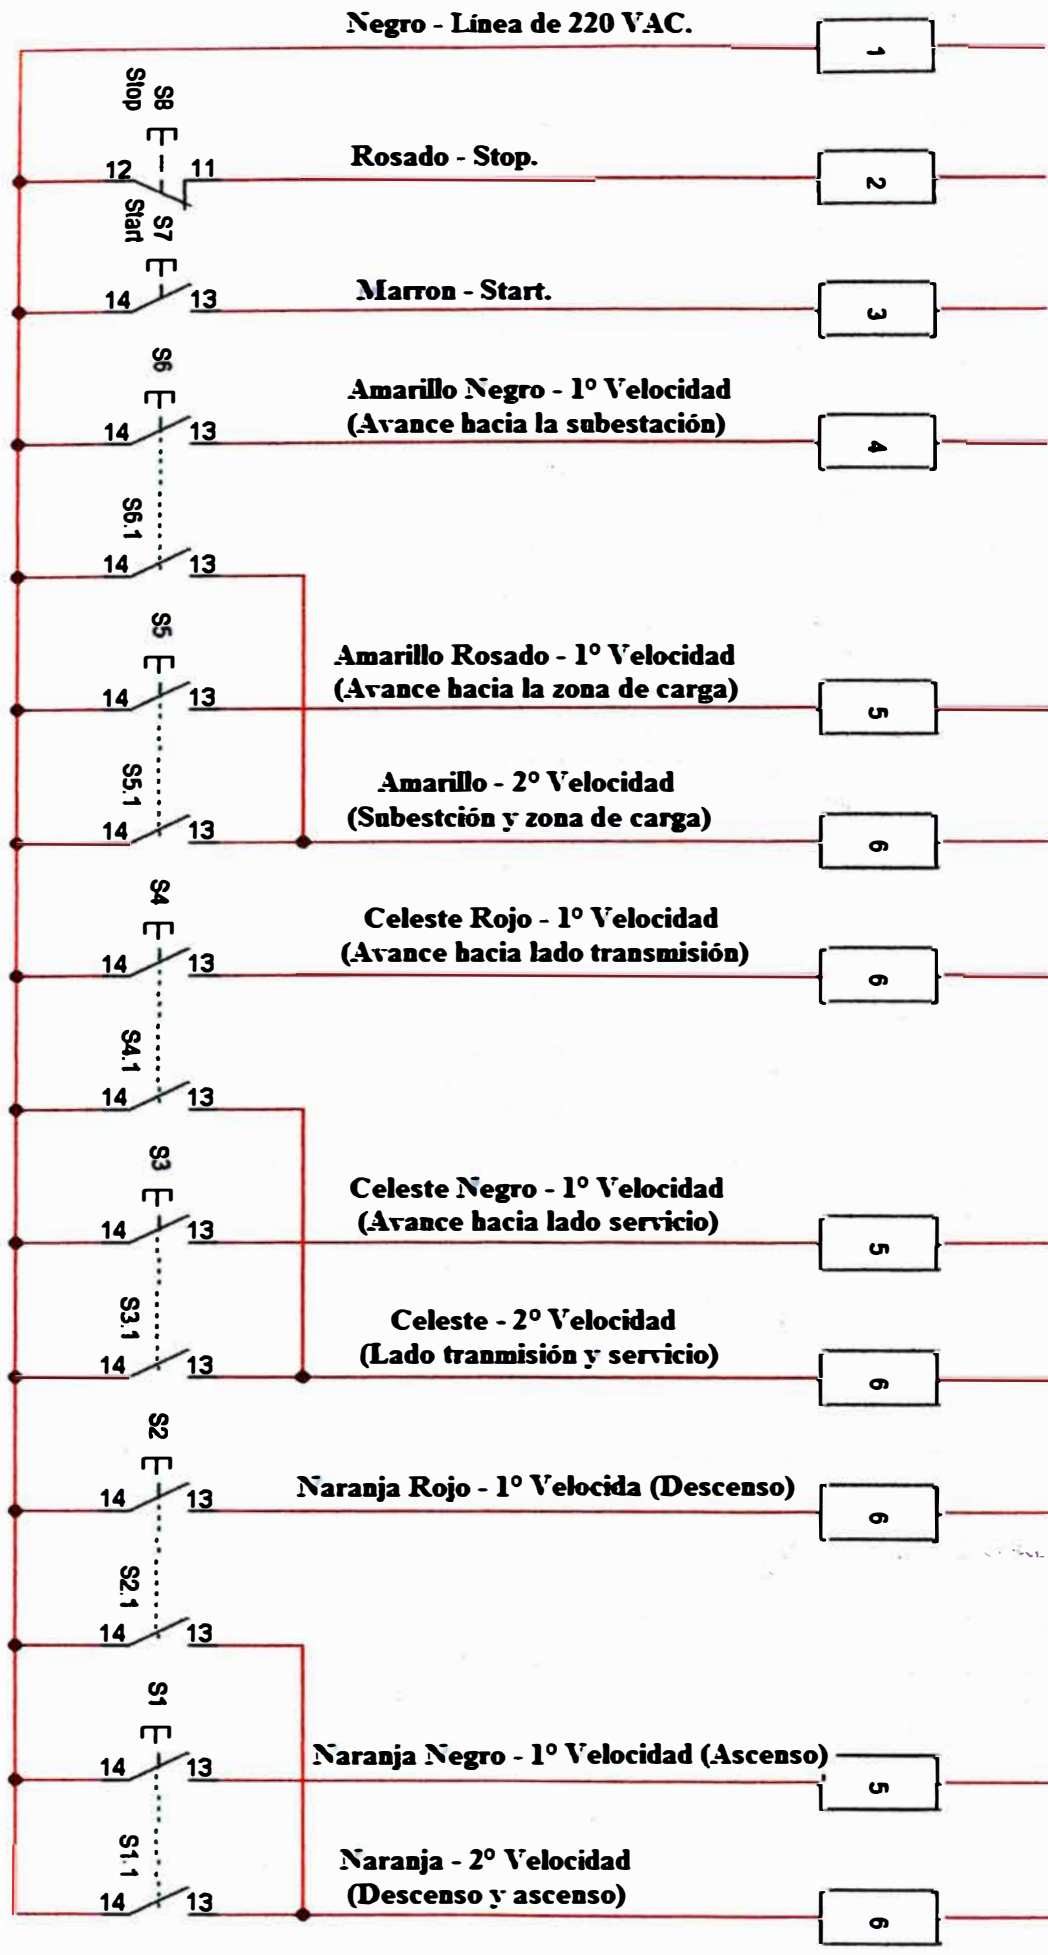 Negro - Línea de 220 VAC.
1
S8
Stop
12
11
Rosado - Stop.
2
S7
Start
14
13
Marron - Start.
3
S6
14
13
Amarillo Negro - 1° Velocidad
(Avance hacia la subestación)
4
S6.1
14
13
S5
14
13
Amarillo Rosado - 1° Velocidad
(Avance hacia la zona de carga)
5
S5.1
14
13
Amarillo - 2° Velocidad
(Subestción y zona de carga)
6
S4
14
13
Celeste Rojo - 1° Velocidad
(Avance hacia lado transmisión)
6
S4.1
14
13
S3
14
13
Celeste Negro - 1° Velocidad
(Avance hacia lado servicio)
5
S3.1
14
13
Celeste - 2° Velocidad
(Lado tranmisión y servicio)
6
S2
14
13
Naranja Rojo - 1° Velocida (Descenso)
6
S2.1
14
13
S1
14
13
Naranja Negro - 1° Velocidad (Ascenso)
5
S1.1
14
13
Naranja - 2° Velocidad
(Descenso y ascenso)
6